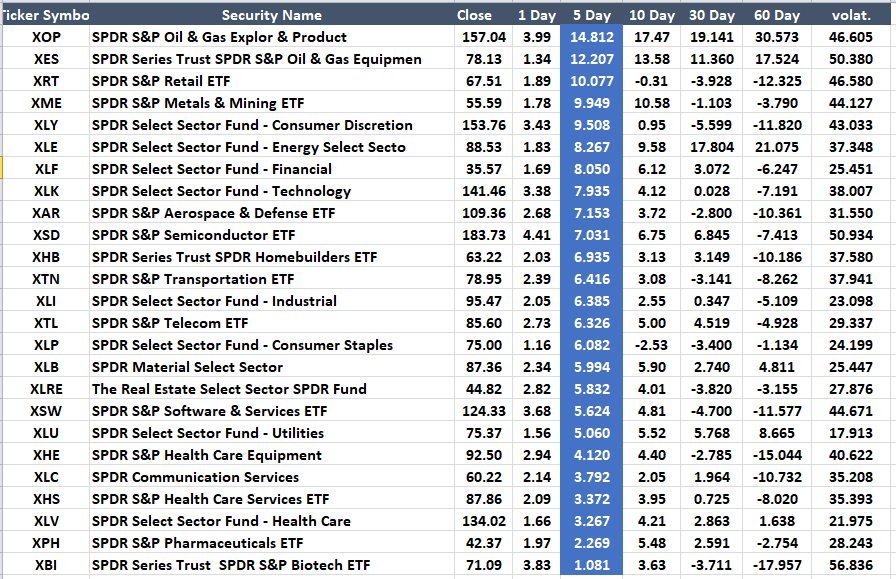 Ticker Symbo Security Name Close 1 Day 5 Day 10 Day 30 Day 60 Day volat.
XOP SPDR S&P Oil & Gas Explor & Product 157.04 3.99 14.812 17.47 19.141 30.573 46.605
XES SPDR Series Trust SPDR S&P Oil & Gas Equipmen 78.13 1.34 12.207 13.58 11.360 17.524 50.380
XRT SPDR S&P Retail ETF 67.51 1.89 10.077 -0.31 -3.928 -12.325 46.580
XME SPDR S&P Metals & Mining ETF 55.59 1.78 9.949 10.58 -1.103 -3.790 44.127
XLY SPDR Select Sector Fund - Consumer Discretion 153.76 3.43 9.508 0.95 -5.599 -11.820 43.033
XLE SPDR Select Sector Fund - Energy Select Secto 88.53 1.83 8.267 9.58 17.804 21.075 37.348
XLF SPDR Select Sector Fund - Financial 35.57 1.69 8.050 6.12 3.072 -6.247 25.451
XLK SPDR Select Sector Fund - Technology 141.46 3.38 7.935 4.12 0.028 -7.191 38.007
XAR SPDR S&P Aerospace & Defense ETF 109.36 2.68 7.153 3.72 -2.800 -10.361 31.550
XSD SPDR S&P Semiconductor ETF 183.73 4.41 7.031 6.75 6.845 -7.413 50.934
XHB SPDR Series Trust SPDR Homebuilders ETF 63.22 2.03 6.935 3.13 3.149 -10.186 37.580
XTN SPDR S&P Transportation ETF 78.95 2.39 6.416 3.08 -3.141 -8.262 37.941
XLI SPDR Select Sector Fund - Industrial 95.47 2.05 6.385 2.55 0.347 -5.109 23.098
XTL SPDR S&P Telecom ETF 85.60 2.73 6.326 5.00 4.519 -4.928 29.337
XLP SPDR Select Sector Fund - Consumer Staples 75.00 1.16 6.082 -2.53 -3.400 -1.134 24.199
XLB SPDR Material Select Sector 87.36 2.34 5.994 5.90 2.740 4.811 25.447
XLRE The Real Estate Select Sector SPDR Fund 44.82 2.82 5.832 4.01 -3.820 -3.155 27.876
XSW SPDR S&P Software & Services ETF 124.33 3.68 5.624 4.81 -4.700 -11.577 44.671
XLU SPDR Select Sector Fund - Utilities 75.37 1.56 5.060 5.52 5.768 8.665 17.913
XHE SPDR S&P Health Care Equipment 92.50 2.94 4.120 4.40 -2.785 -15.044 40.622
XLC SPDR Communication Services 60.22 2.14 3.792 2.05 1.964 -10.732 35.208
XHS SPDR S&P Health Care Services ETF 87.86 2.09 3.372 3.95 0.725 -8.020 35.393
XLV SPDR Select Sector Fund - Health Care 134.02 1.66 3.267 4.21 2.863 1.638 21.975
XPH SPDR S&P Pharmaceuticals ETF 42.37 1.97 2.269 5.48 2.591 -2.754 28.243
XBI SPDR Series Trust SPDR S&P Biotech ETF 71.09 3.83 1.081 3.63 -3.711 -17.957 56.836